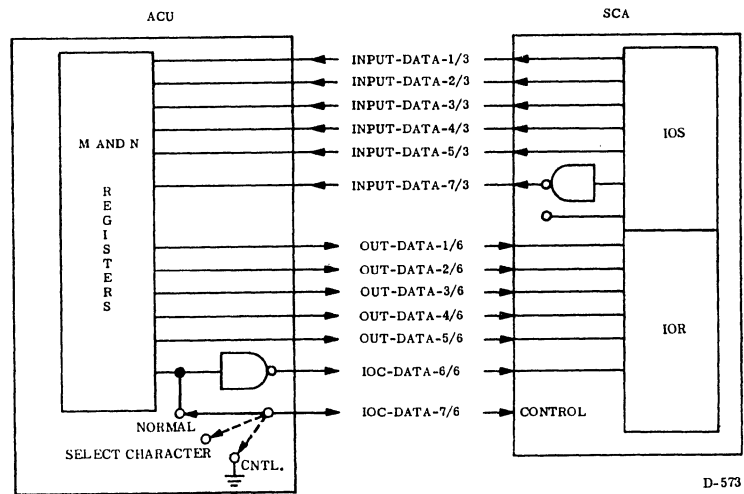 ACU
SCA
INPUT-DATA-1/3
INPUT-DATA-2/3
INPUT-DATA-3/3
M AND N
INPUT-DATA-4/3
IOS
INPUT-DATA-5/3
INPUT-DATA-7/3
REGISTERS
OUT-DATA-1/6
OUT-DATA-2/6
OUT-DATA-3/6
OUT-DATA-4/6
IOR
OUT-DATA-5/6
IOC-DATA-6/6
IOC-DATA-7/6
CONTROL
NORMAL
SELECT CHARACTER
CNTL.
D-573